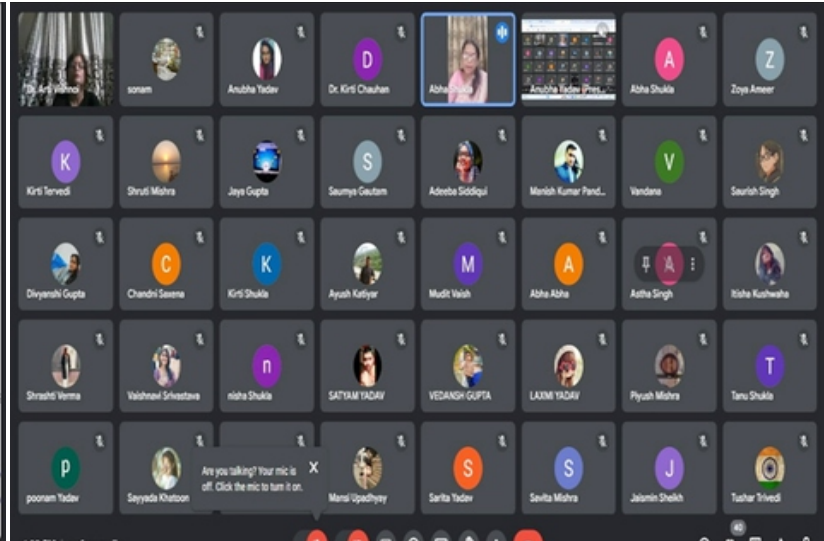 Dr. Arti Vishnoi
sonam
Anubha Yadav
D
Dr. Kirti Chauhan
Abha Shukla
Anubha Yadav (Pres...
A
Abha Shukla
Z
Zoya Ameer
K
Kirti Tervedi
Shruti Mishra
Jaya Gupta
S
Saumya Gautam
Adeeba Siddiqui
Manish Kumar Pand...
V
Vandana
Saurish Singh
Divyanshi Gupta
C
Chandni Saxena
K
Kirti Shukla
Ayush Katiyar
M
Mudit Vaish
A
Abha Abha
A
Astha Singh
Itisha Kushwaha
Shrashti Verma
Vaishnavi Srivastava
n
nisha Shukla
SATYAM YADAV
VEDANSH GUPTA
LAXMI YADAV
Piyush Mishra
T
Tanu Shukla
p
poonam Yadav
Sayyada Khatoon
Are you talking? Your mic is
off. Click the mic to turn it on.
X
Mansi Upadhyay
S
Sarita Yadav
S
Savita Mishra
J
Jaismin Sheikh
Tushar Trivedi
40